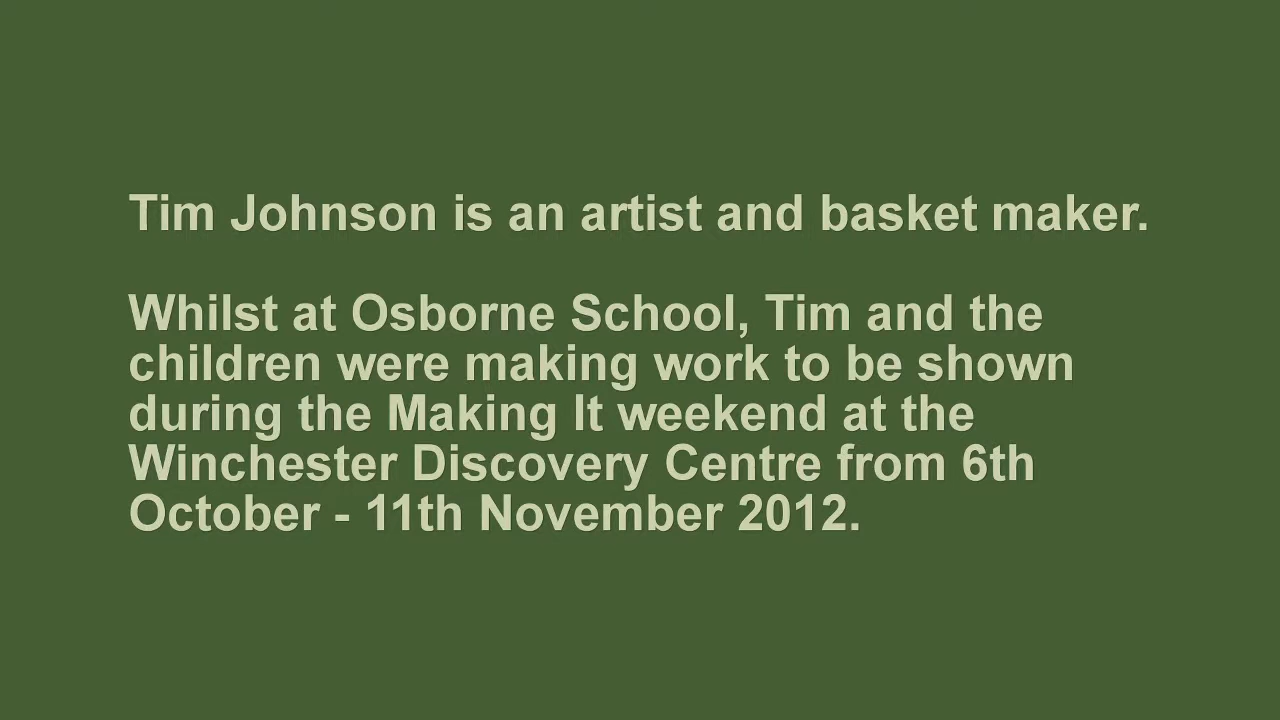 Tim Johnson is an artist and basket maker.
Whilst at Osborne School, Tim and the
children were making work to be shown
during the Making It weekend at the
Winchester Discovery Centre from 6th
October - 11th November 2012.